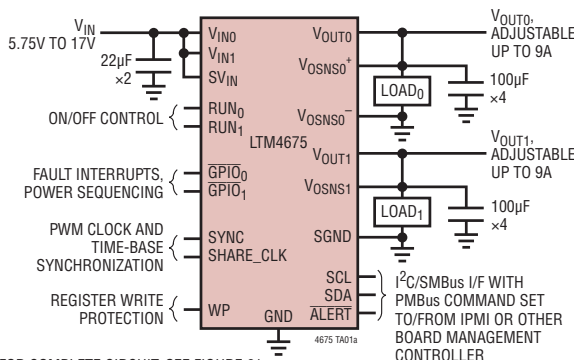 VIN
5.75V TO 17V
22µF
×2
ON/OFF CONTROL
FAULT INTERRUPTS,
POWER SEQUENCING
PWM CLOCK AND
TIME-BASE
SYNCHRONIZATION
REGISTER WRITE
PROTECTION
VIN0
VIN1
SVIN
RUN0
RUN1
GPIO0
GPIO1
SYNC
SHARE_CLK
WP
LTM4675
GND
VOUT0
VOSNS0+
VOSNS0–
VOUT1
VOSNS1
SGND
SCL
SDA
ALERT
LOAD0
LOAD1
VOUT0,
ADJUSTABLE
UP TO 9A
100µF
×4
VOUT1,
ADJUSTABLE
UP TO 9A
100µF
×4
I2C/SMBus I/F WITH
PMBus COMMAND SET
TO/FROM IPMI OR OTHER
BOARD MANAGEMENT
CONTROLLER
4675 TA01a